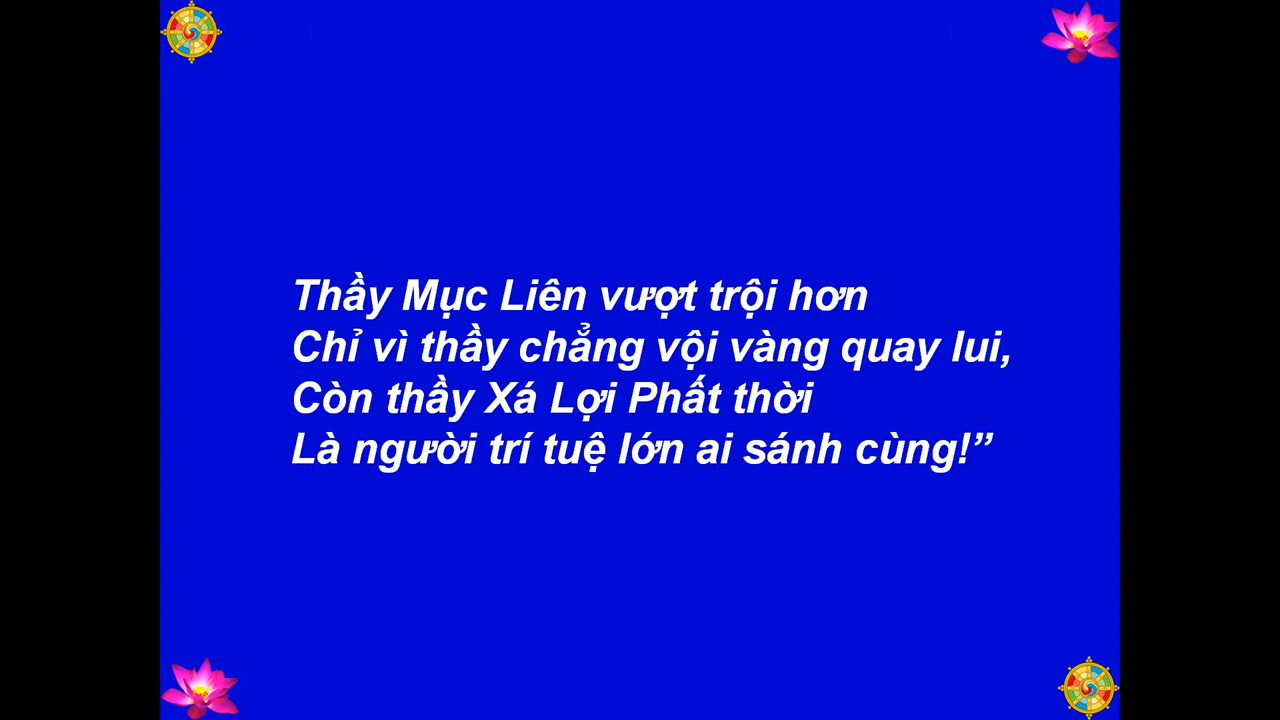 Thầy Mục Liên vượt trội hơn
Chỉ vì thầy chẳng vội vàng quay lui,
Còn thầy Xá Lợi Phất thời
Là người trí tuệ lớn ai sánh cùng!”